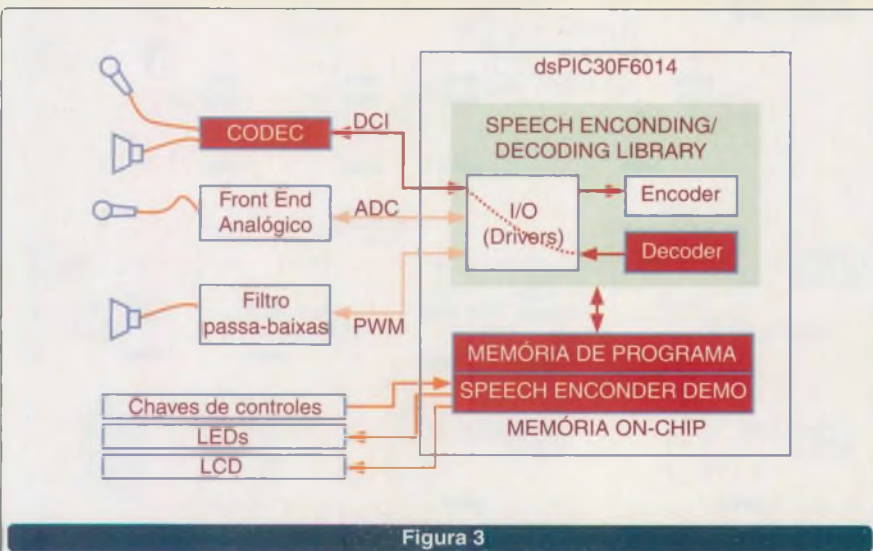 dsPIC30F6014
CODEC
DCI
SPEECH ENCONDING/
DECODING LIBRARY
Front End
Analógico
ADC
I/O
(Drivers)
Encoder
Decoder
Filtro
passa-baixas
PWM
MEMÓRIA DE PROGRAMA
SPEECH ENCONDER DEMO
MEMÓRIA ON-CHIP
Chaves de controles
LEDs
LCD
Figura 3